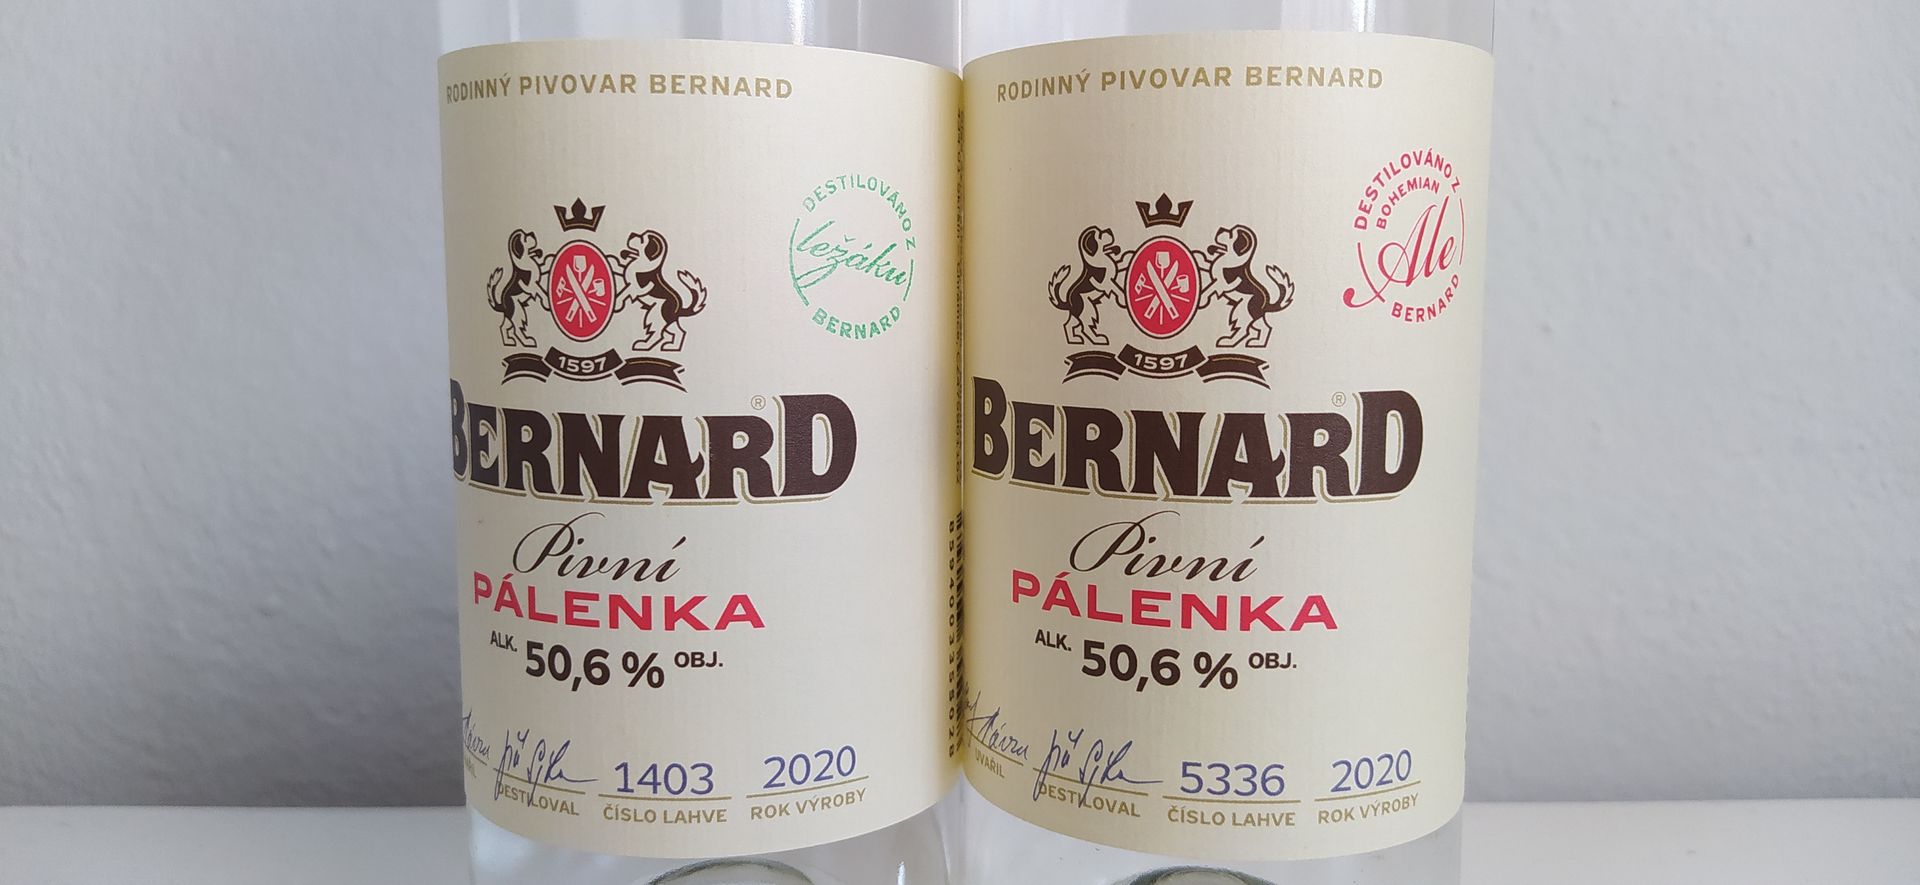 RODINNÝ PIVOVAR BERNARD
DESTILOVÁNO Z
ležáku
BERNARD
1597
BERNARD®
Pivní
PÁLENKA
ALK. 50,6 % OBJ.
1403
2020
DESTILOVAL
ČÍSLO LAHVE
ROK VÝROBY
RODINNÝ PIVOVAR BERNARD
DESTILOVÁNO Z
BOHEMIAN
Ale
BERNARD
1597
BERNARD®
Pivní
PÁLENKA
ALK. 50,6 % OBJ.
5336
2020
UVAŘIL
DESTILOVAL
ČÍSLO LAHVE
ROK VÝROBY